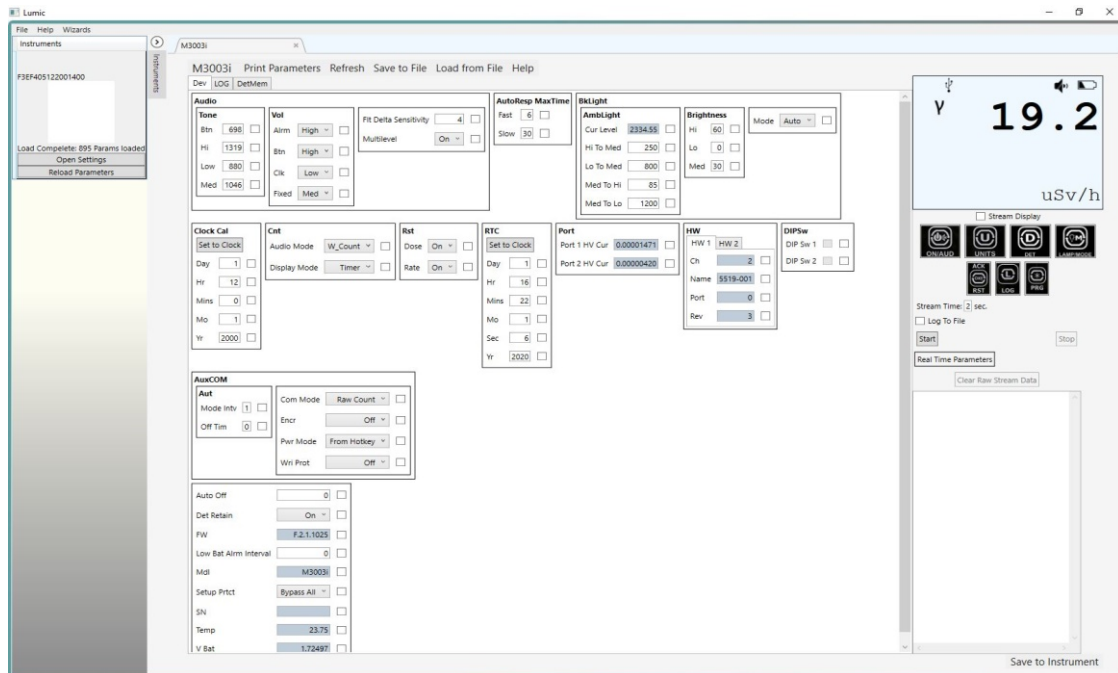 Lumic
File Help Wizards
Instruments
F3EF405122001400
Load Compelete: 895 Params loaded
Open Settings
Reload Parameters
Instruments
M3003i
M3003i Print Parameters Refresh Save to File Load from File Help
Dev LOG DetMem
Audio
Tone
Btn 698
Hi 1319
Low 880
Med 1046
Vol
Alrm High
Btn High
Clk Low
Fixed Med
Flt Delta Sensitivity 4
Multilevel On
AutoResp MaxTime
Fast 6
Slow 30
BkLight
AmbLight
Cur Level 2334.55
Hi To Med 250
Lo To Med 800
Med To Hi 85
Med To Lo 1200
Brightness
Hi 60
Lo 0
Med 30
Mode Auto
Clock Cal
Set to Clock
Day 1
Hr 12
Mins 0
Mo 1
Yr 2000
Cnt
Audio Mode W_Count
Display Mode Timer
Rst
Dose On
Rate On
RTC
Set to Clock
Day 1
Hr 16
Mins 22
Mo 1
Sec 6
Yr 2020
Port
Port 1 HV Cur 0.00001471
Port 2 HV Cur 0.00000420
HW
HW 1 HW 2
Ch 2
Name 5519-001
Port 0
Rev 3
DIPSw
DIP Sw 1
DIP Sw 2
AuxCOM
Aut
Mode Intv 1
Off Tim 0
Com Mode Raw Count
Encr Off
Pwr Mode From Hotkey
Wri Prot Off
Auto Off 0
Det Retain On
FW F.2.1.1025
Low Bat Alrm Interval 0
Mdl M3003i
Setup Prtct Bypass All
SN
Temp 23.75
V Bat 1.72497
γ
19.2
uSv/h
Stream Display
ON/AUD
U
UNITS
D
DET
LAMP/MODE
ACK
RST
L
LOG
PRG
Stream Time: 2 sec.
Log To File
Start Stop
Real Time Parameters
Clear Raw Stream Data
Save to Instrument